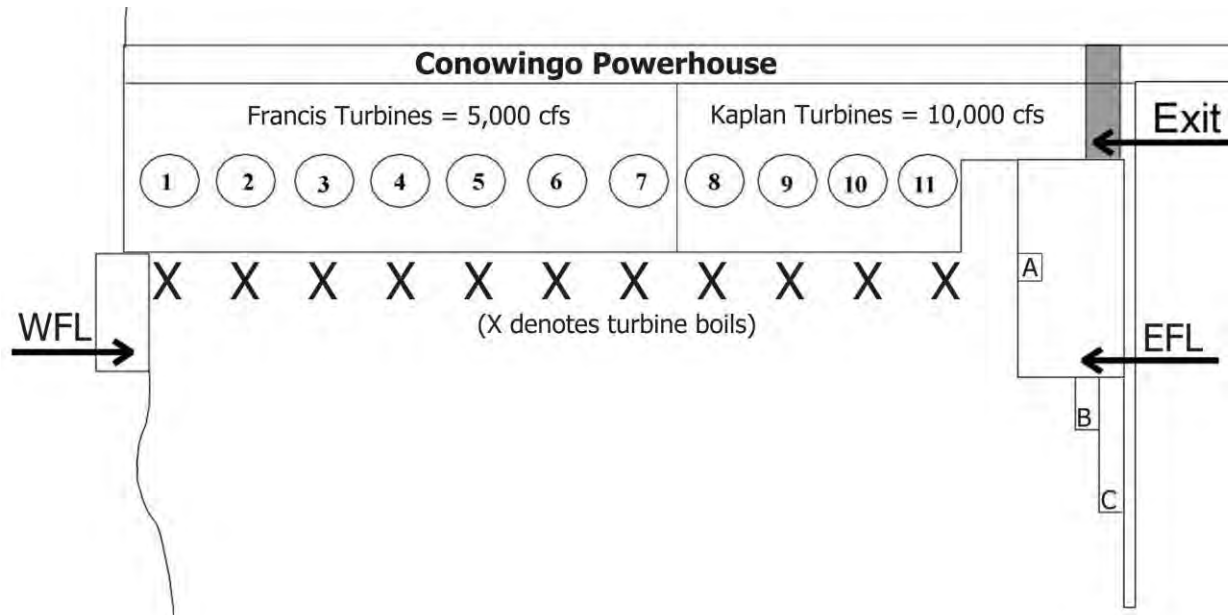 Conowingo Powerhouse
Francis Turbines = 5,000 cfs
Kaplan Turbines = 10,000 cfs
Exit
1 2 3 4 5 6 7 8 9 10 11
A
X X X X X X X X X X X
(X denotes turbine boils)
WFL
EFL
B
C